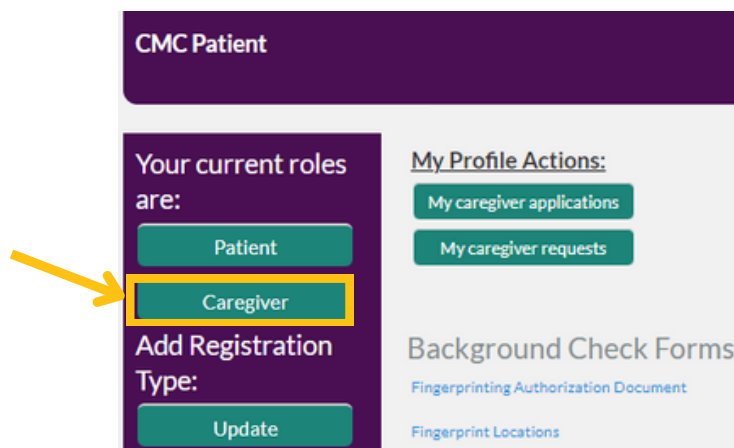 CMC Patient
Your current roles
are:
Patient
Caregiver
Add Registration
Type:
Update
My Profile Actions:
My caregiver applications
My caregiver requests
Background Check Forms
Fingerprinting Authorization Document
Fingerprint Locations